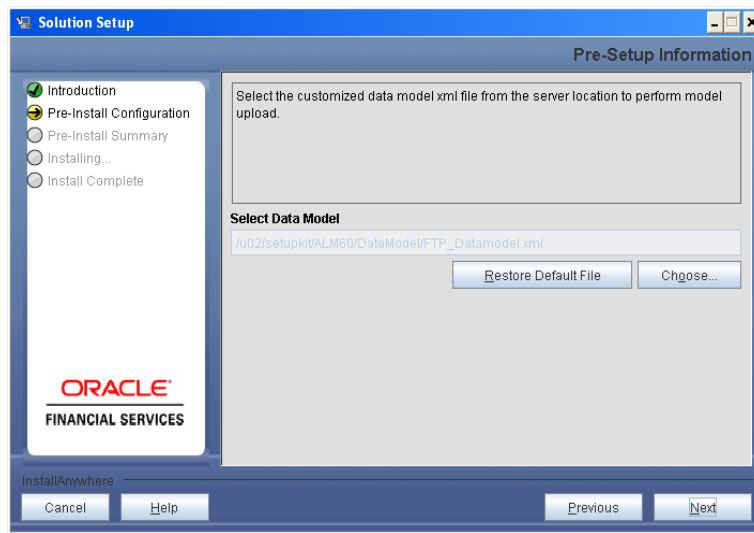 Solution Setup
Pre-Setup Information
Introduction
Pre-Install Configuration
Pre-Install Summary
Installing...
Install Complete
ORACLE
FINANCIAL SERVICES
Select the customized data model xml file from the server location to perform model
upload.
Select Data Model
/u02/setupkit/ALM60/DataModel/FTP_Datamodel.xml
Restore Default File
Choose...
InstallAnywhere
Cancel
Help
Previous
Next